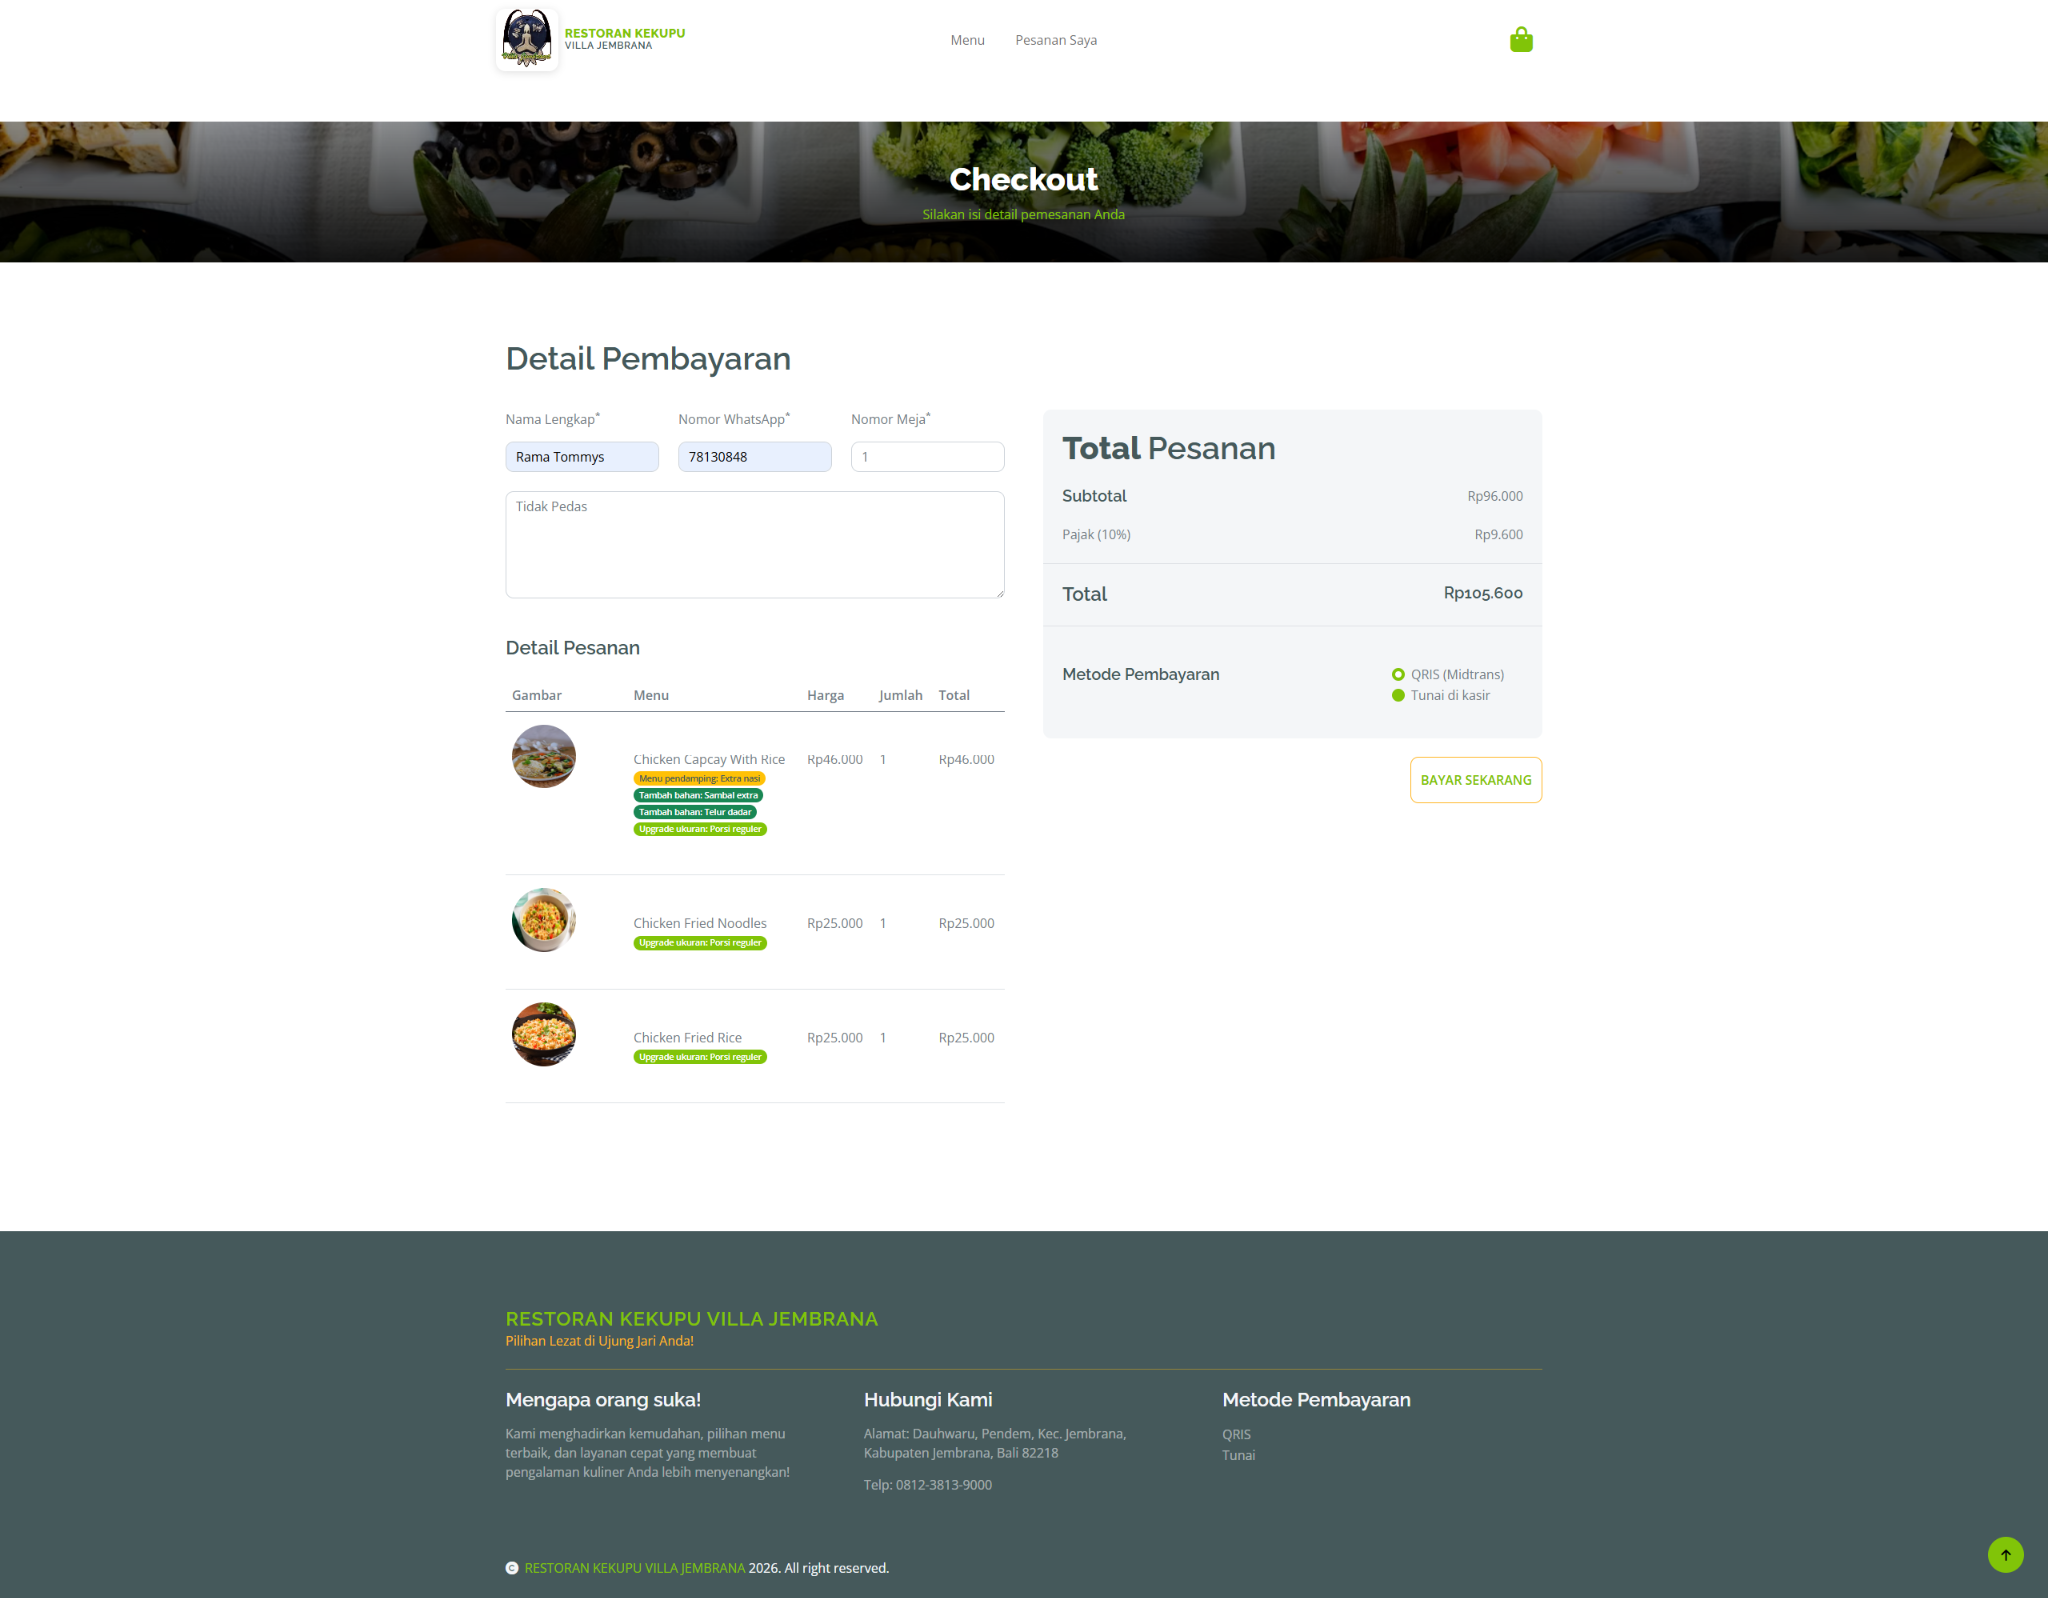 RESTORAN KEKUPU
VILLA JEMBRANA
Menu
Pesanan Saya
Checkout
Silakan isi detail pemesanan Anda
Detail Pembayaran
Nama Lengkap*
Nomor WhatsApp*
Nomor Meja*
Rama Tommys
78130848
1
Tidak Pedas
Detail Pesanan
Gambar Menu Harga Jumlah Total
Chicken Capcay With Rice Rp46.000 1 Rp46.000
Menu pendamping: Extra nasi
Tambah bahan: Sambal extra
Tambah bahan: Telur dadar
Upgrade ukuran: Porsi reguler
Chicken Fried Noodles Rp25.000 1 Rp25.000
Upgrade ukuran: Porsi reguler
Chicken Fried Rice Rp25.000 1 Rp25.000
Upgrade ukuran: Porsi reguler
Total Pesanan
Subtotal Rp96.000
Pajak (10%) Rp9.600
Total Rp105.600
Metode Pembayaran
QRIS (Midtrans)
Tunai di kasir
BAYAR SEKARANG
RESTORAN KEKUPU VILLA JEMBRANA
Pilihan Lezat di Ujung Jari Anda!
Mengapa orang suka!
Kami menghadirkan kemudahan, pilihan menu
terbaik, dan layanan cepat yang membuat
pengalaman kuliner Anda lebih menyenangkan!
Hubungi Kami
Alamat: Dauhwaru, Pendem, Kec. Jembrana,
Kabupaten Jembrana, Bali 82218
Telp: 0812-3813-9000
Metode Pembayaran
QRIS
Tunai
© RESTORAN KEKUPU VILLA JEMBRANA 2026. All right reserved.